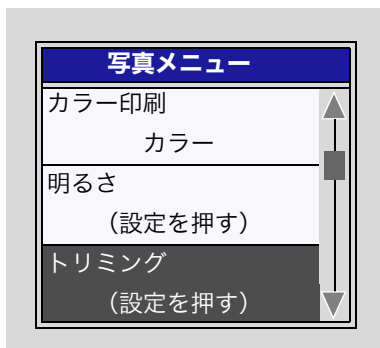 写真メニュー
カラー印刷
カラー
明るさ
（設定を押す）
トリミング
（設定を押す）